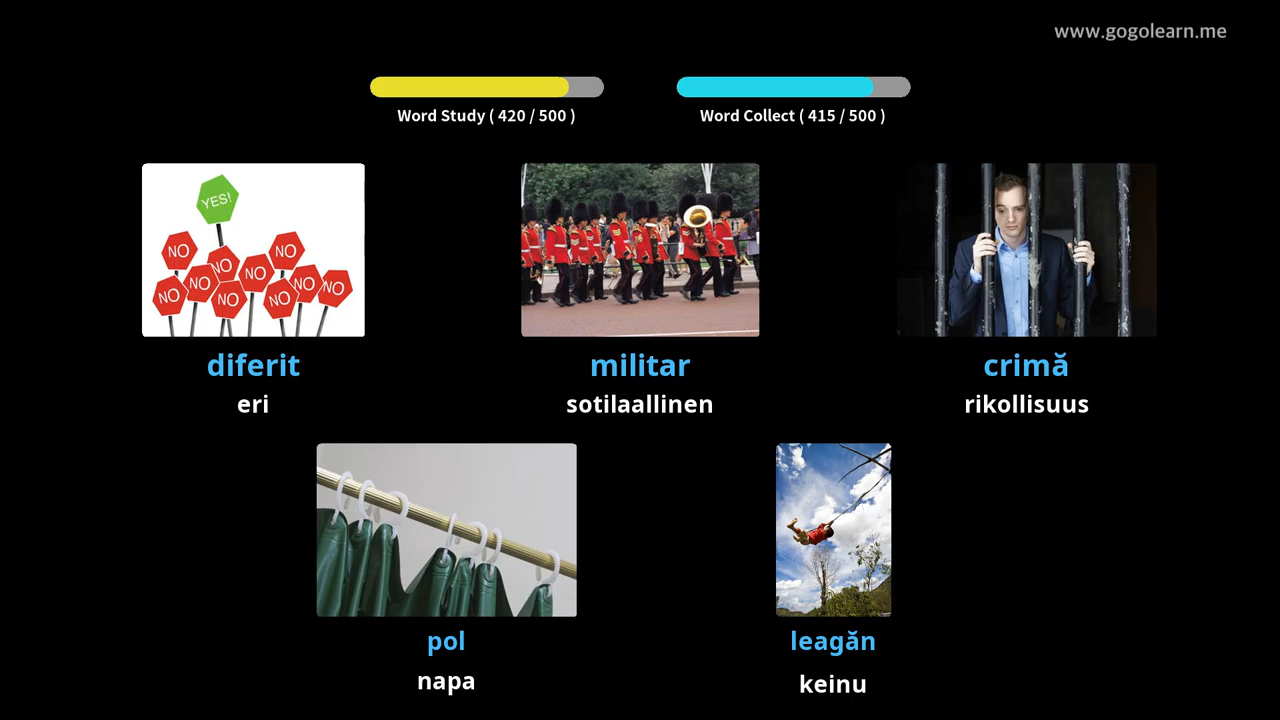 www.gogolearn.me
Word Study ( 420 / 500 )
Word Collect ( 415 / 500 )
YES!
NO
NO
NO
NO
NO
NO
NO
NO
NO
NO
diferit
militar
crimă
eri
sotilaallinen
rikollisuus
pol
leagăn
napa
keinu